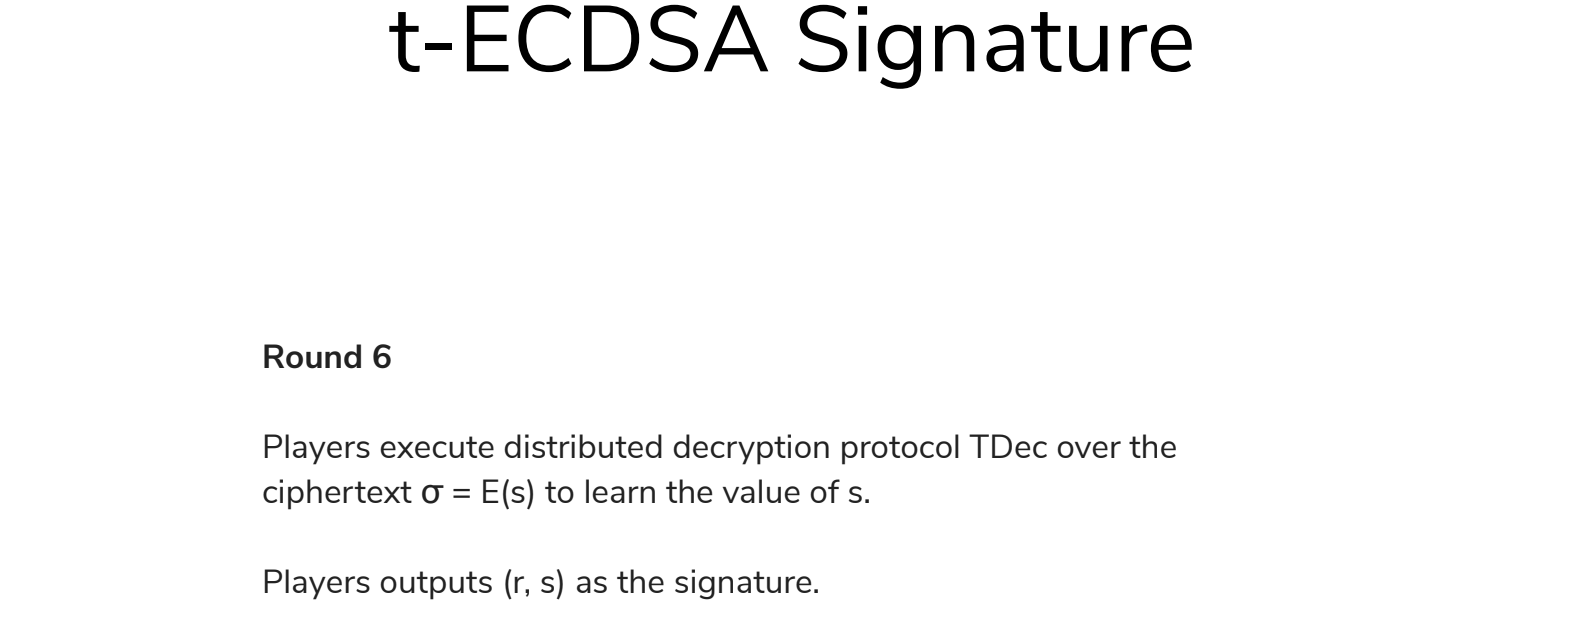 t-ECDSA Signature
Round 6
Players execute distributed decryption protocol TDec over the
ciphertext σ = E(s) to learn the value of s.
Players outputs (r, s) as the signature.